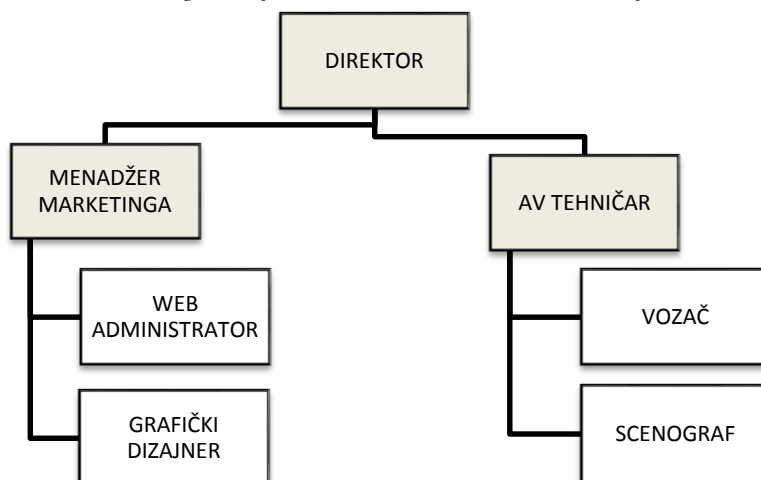 DIREKTOR
MENADŽER
MARKETINGA
AV TEHNIČAR
WEB
ADMINISTRATOR
VOZAČ
GRAFIČKI
DIZAJNER
SCENOGRAF